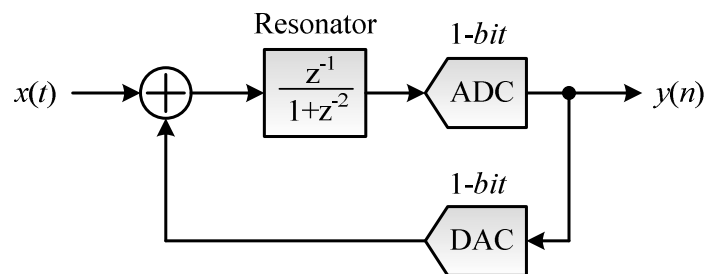 Resonator
1-bit
x(t)
z⁻¹
1+z⁻²
ADC
y(n)
1-bit
DAC